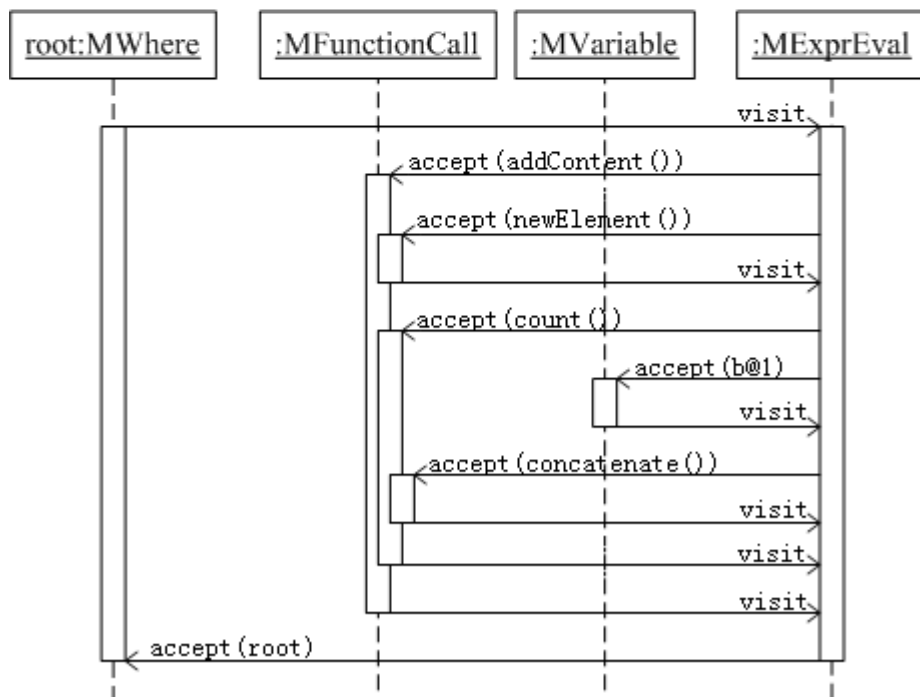 root:MWhere
:MFunctionCall
:MVariable
:MExprEval
visit
accept(addContent())
accept(newElement())
visit
accept(count())
accept(b@1)
visit
accept(concatenate())
visit
visit
visit
accept(root)